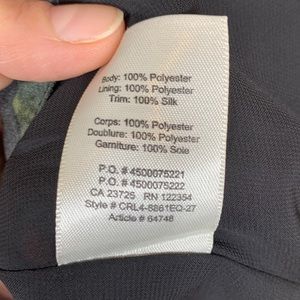 Body: 100% Polyester
Lining: 100% Polyester
Trim: 100% Silk
Corps: 100% Polyester
Doublure: 100% Polyester
Garniture: 100% Soie
P.O. # 4500075221
P.O. # 4500075222
CA 23725 RN 122354
Style # CRL4-8861EQ-27
Article # 64748